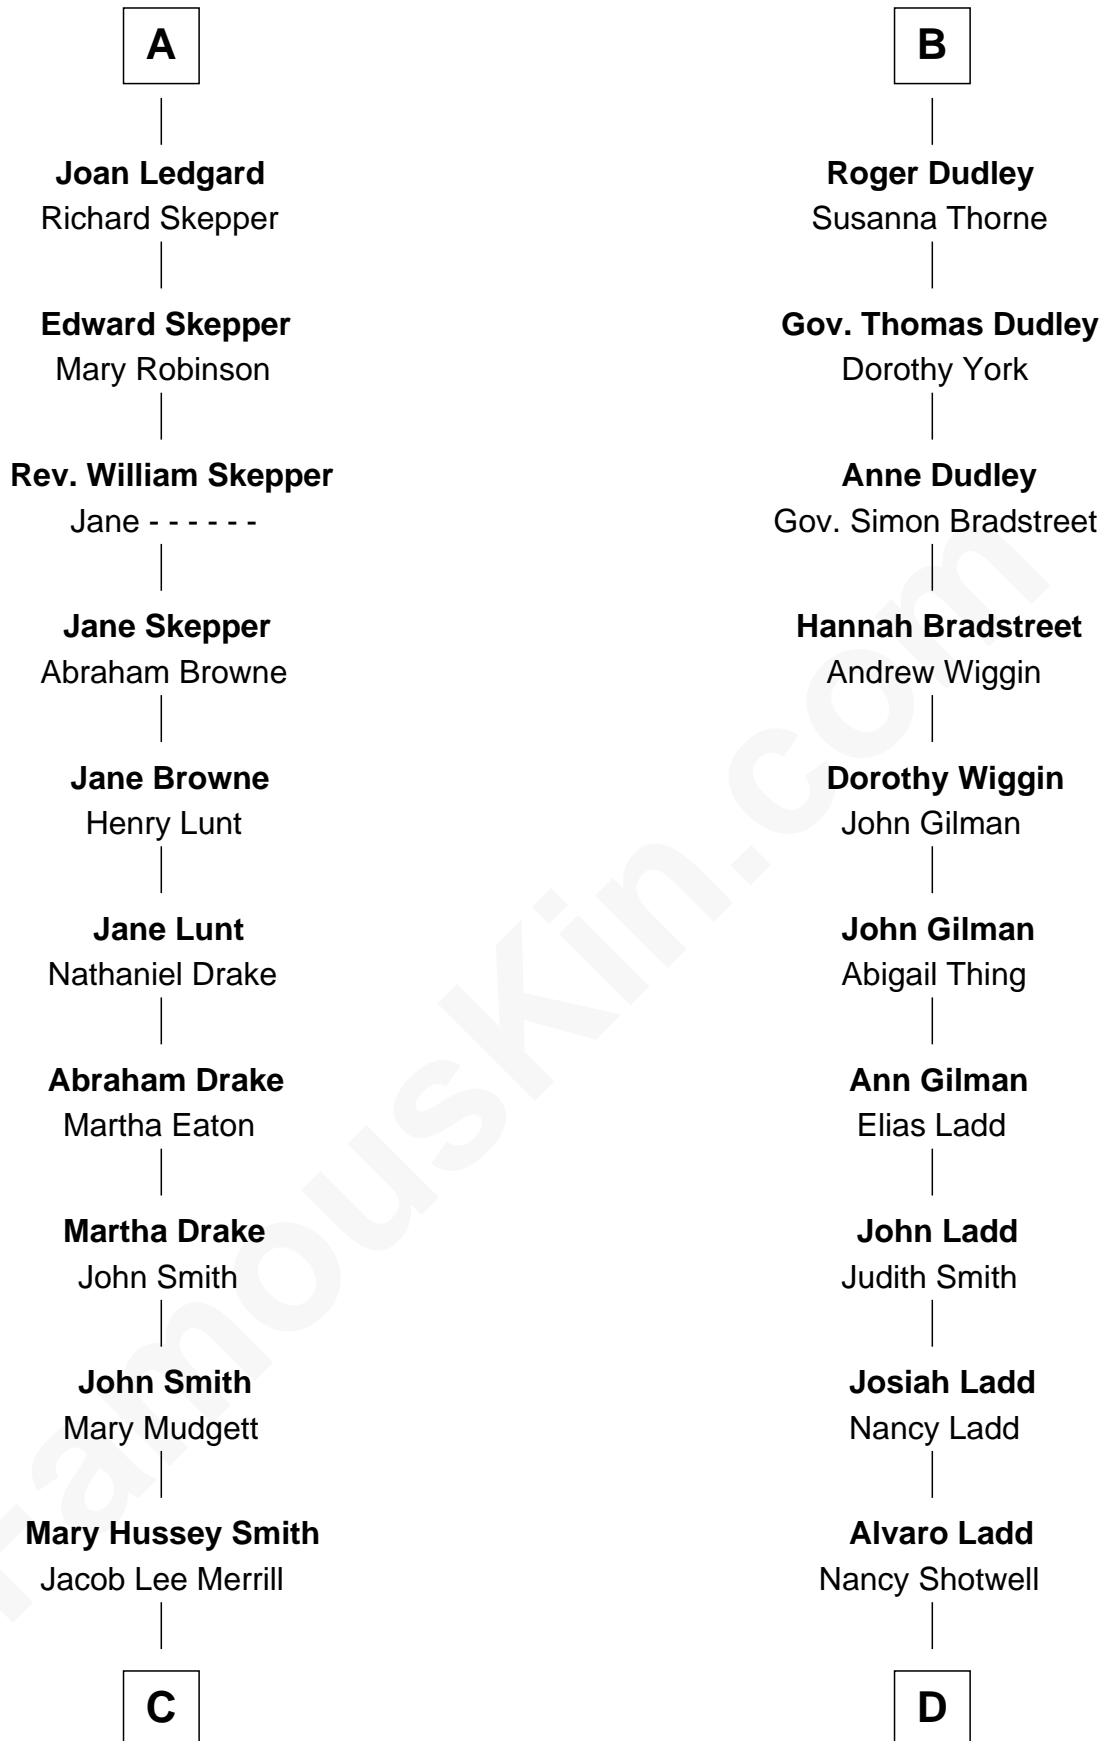 A
Joan Ledgard
Richard Skepper
Edward Skepper
Mary Robinson
Rev. William Skepper
Jane - - - - - -
Jane Skepper
Abraham Browne
Jane Browne
Henry Lunt
Jane Lunt
Nathaniel Drake
Abraham Drake
Martha Eaton
Martha Drake
John Smith
John Smith
Mary Mudgett
Mary Hussey Smith
Jacob Lee Merrill
C
B
Roger Dudley
Susanna Thorne
Gov. Thomas Dudley
Dorothy York
Anne Dudley
Gov. Simon Bradstreet
Hannah Bradstreet
Andrew Wiggin
Dorothy Wiggin
John Gilman
John Gilman
Abigail Thing
Ann Gilman
Elias Ladd
John Ladd
Judith Smith
Josiah Ladd
Nancy Ladd
Alvaro Ladd
Nancy Shotwell
D
FamousKin.com